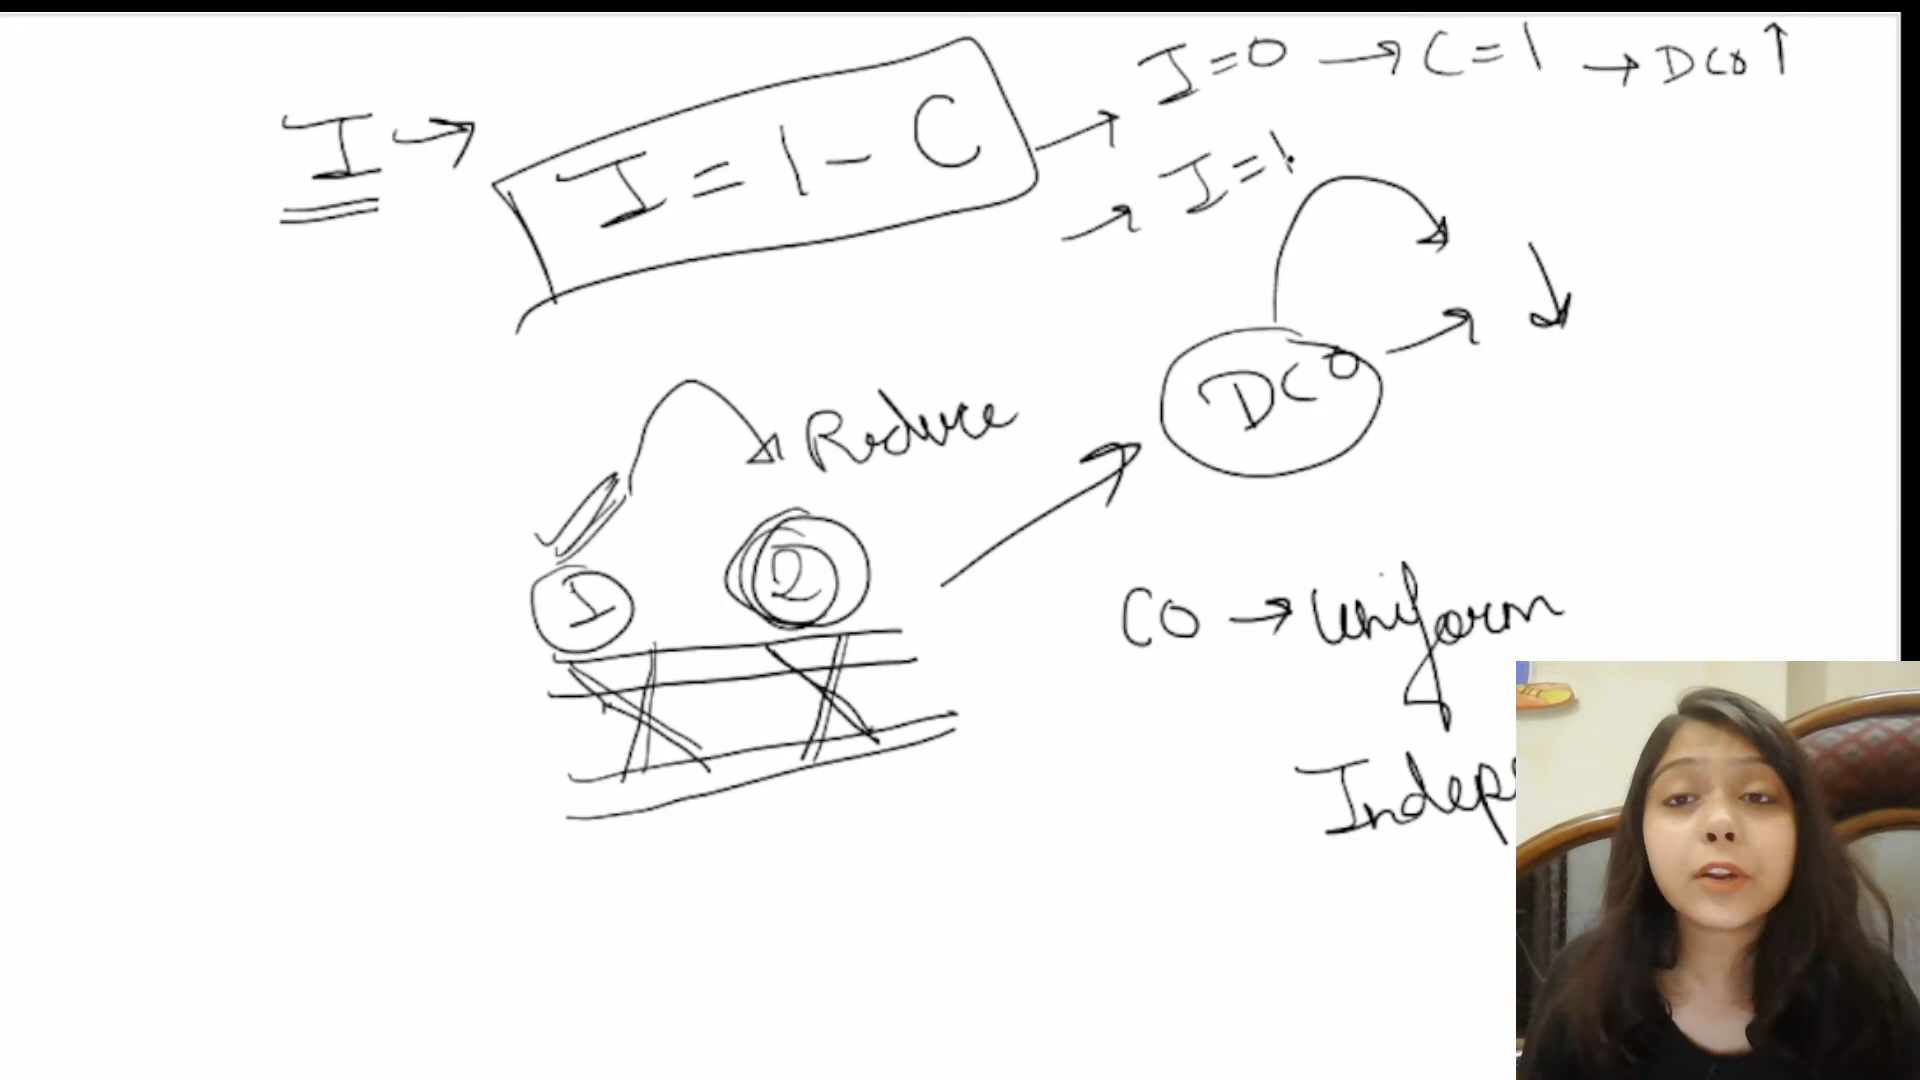 I → I = 1 - C
→ I = 0 → C = 1 → DCO ↑
→ I = 1
DCO → ↓
Reduce
1 2
CO → Uniform
Indep